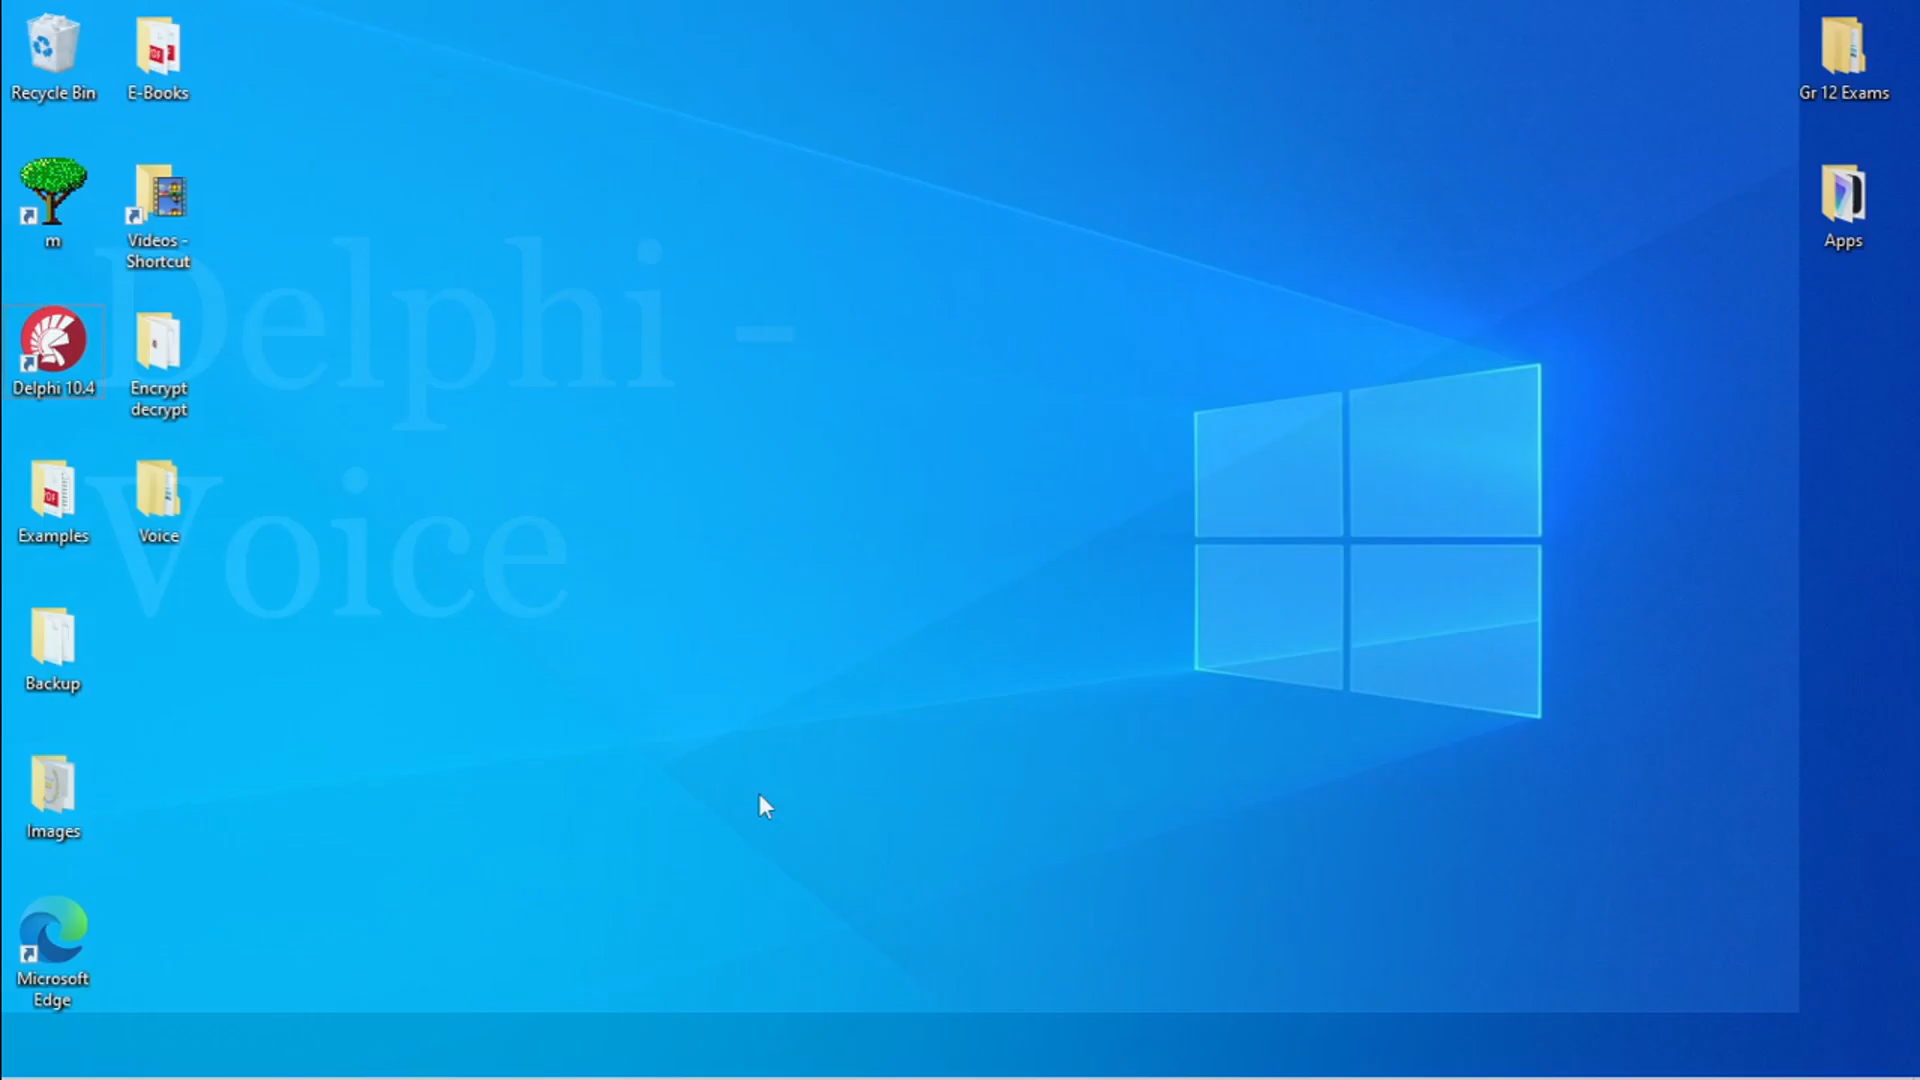 Recycle Bin
E-Books
m
Videos -
Shortcut
Delphi 10.4
Encrypt
decrypt
Examples
Voice
Backup
Images
Microsoft
Edge
Delphi -
Voice
Gr 12 Exams
Apps